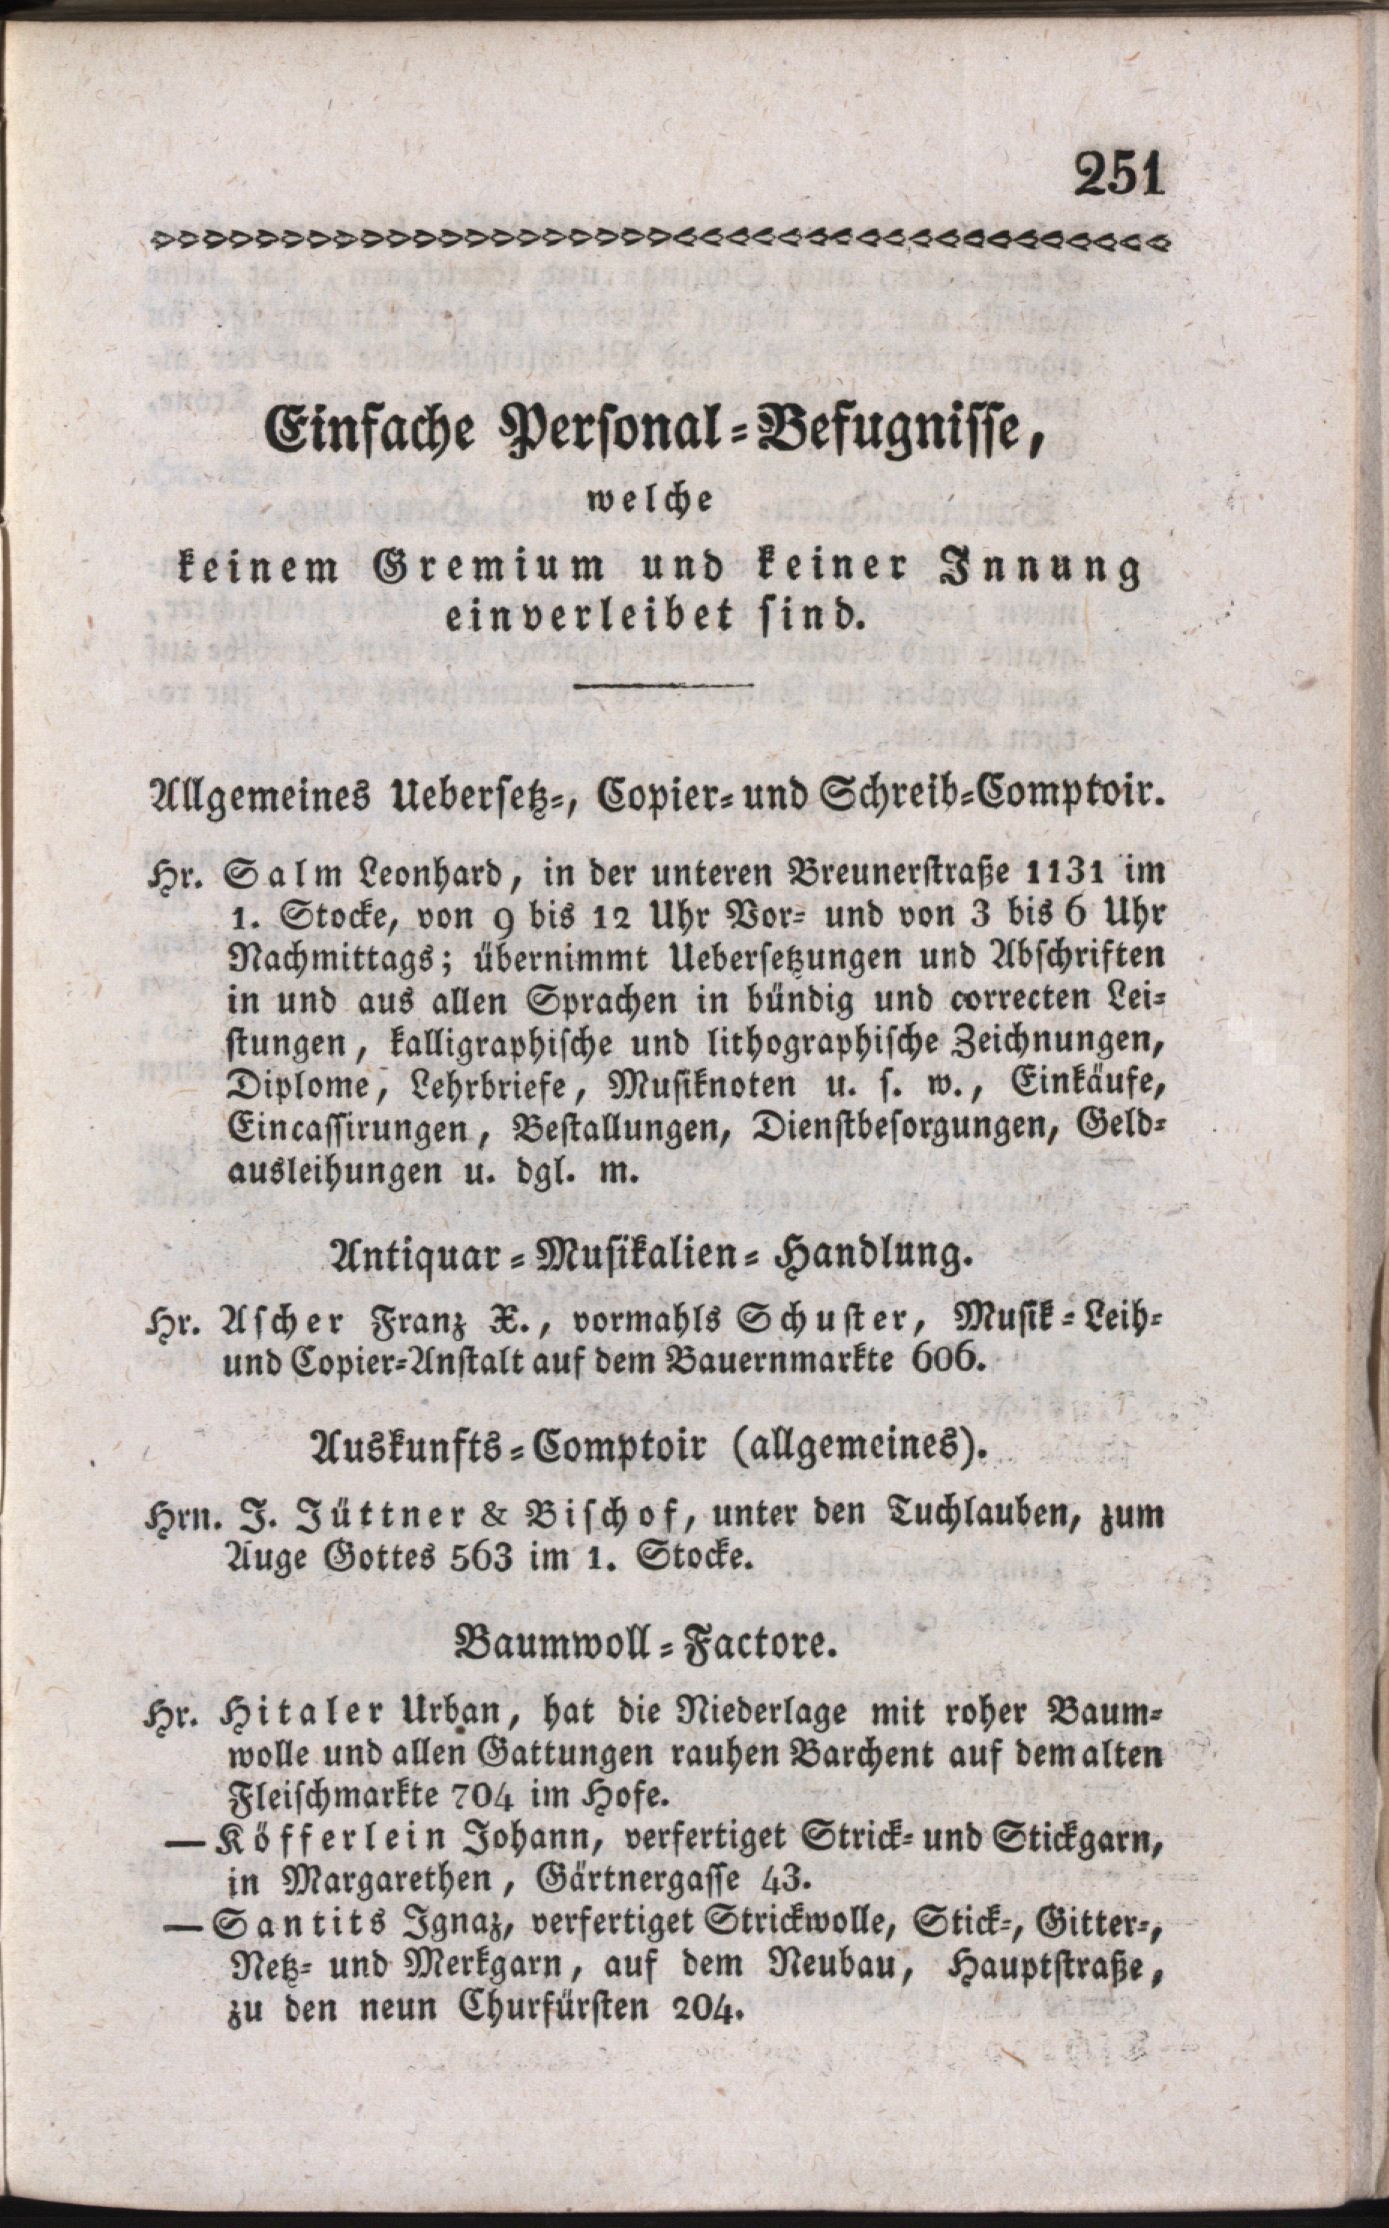 251
Einfache Personal-Befugnisse,
welche
keinem Gremium und keiner Innung
einverleibet sind.
Allgemeines Uebersetz-, Copier- und Schreib-Comptoir.
Hr. Salm Leonhard, in der unteren Breunerstraße 1131 im
1. Stocke, von 9 bis 12 Uhr Vor- und von 3 bis 6 Uhr
Nachmittags; übernimmt Uebersetzungen und Abschriften
in und aus allen Sprachen in bündig und correcten Lei-
stungen, kalligraphische und lithographische Zeichnungen,
Diplome, Lehrbriefe, Musiknoten u. s. w., Einkäufe,
Eincassirungen, Bestallungen, Dienstbesorgungen, Geld-
ausleihungen u. dgl. m.
Antiquar-Musikalien-Handlung.
Hr. Ascher Franz X., vormahls Schuster, Musik-Leih-
und Copier-Anstalt auf dem Bauernmarkte 606.
Auskunfts-Comptoir (allgemeines).
Hrn. J. Jüttner & Bischof, unter den Tuchlauben, zum
Auge Gottes 563 im 1. Stocke.
Baumwoll-Factore.
Hr. Hitaler Urban, hat die Niederlage mit roher Baum-
wolle und allen Gattungen rauhen Barchent auf dem alten
Fleischmarkte 704 im Hofe.
— Köfferlein Johann, verfertiget Strick- und Stickgarn,
in Margarethen, Gärtnergasse 43.
— Santits Ignaz, verfertiget Strickwolle, Stick-, Gitter-,
Netz- und Merkgarn, auf dem Neubau, Hauptstraße,
zu den neun Churfürsten 204.